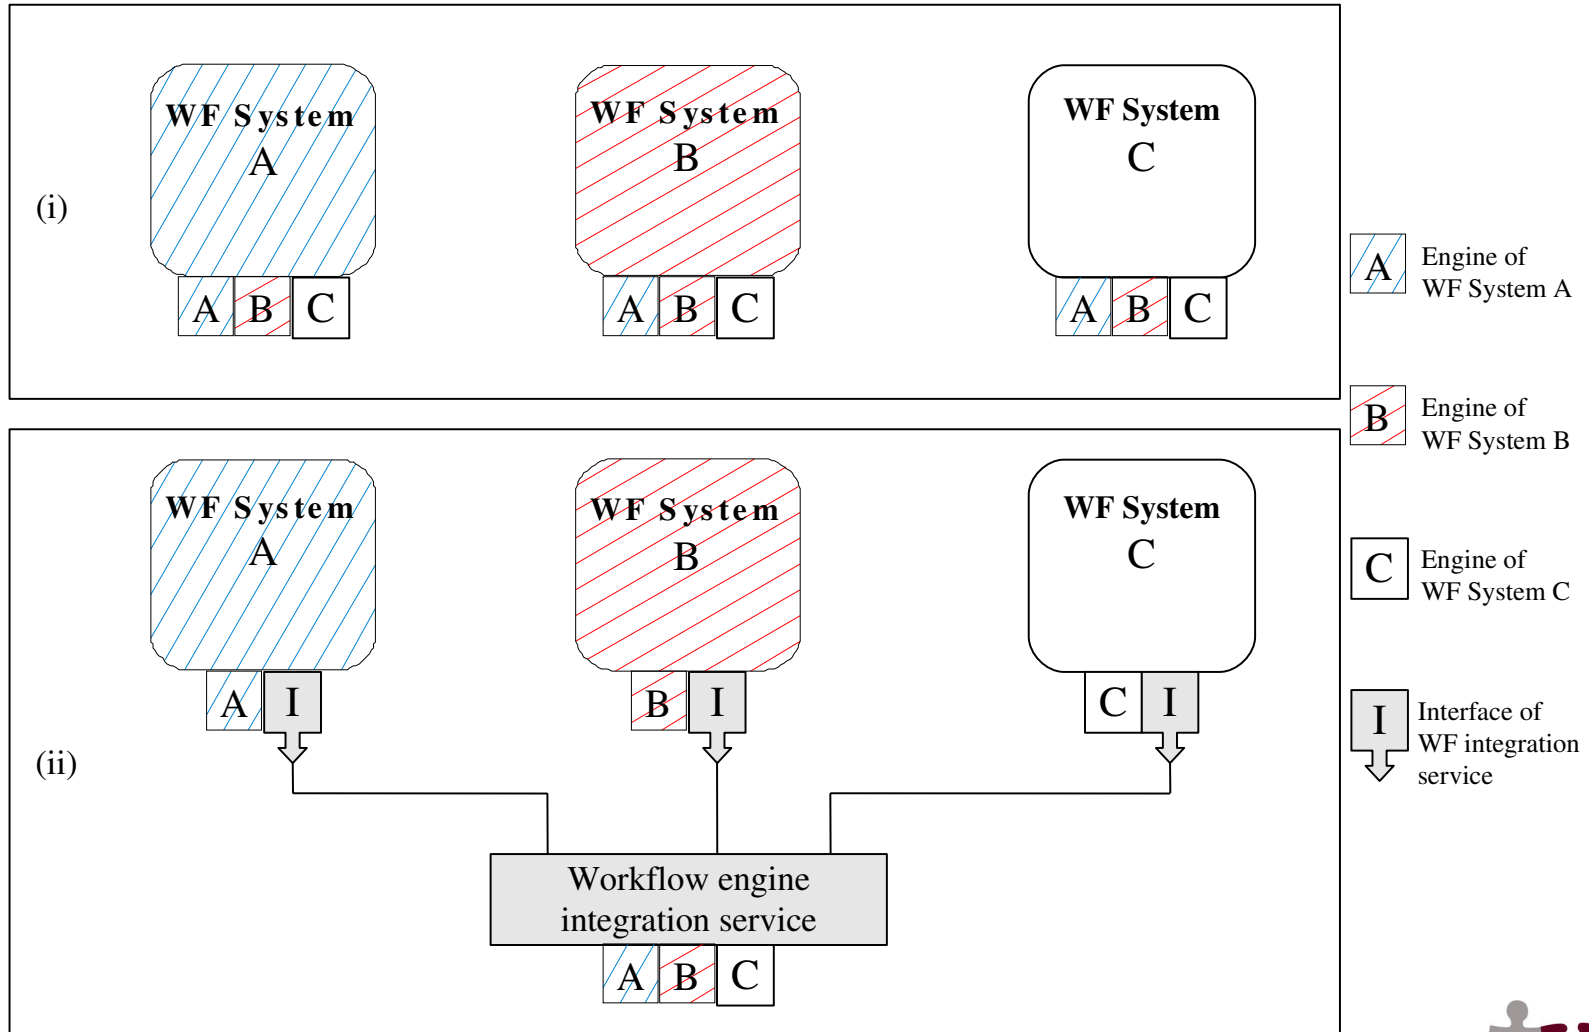 WF System
A
WF System
B
WF System
C
(i)
A B C
A B C
A B C
A
Engine of
WF System A
B
Engine of
WF System B
C
Engine of
WF System C
I
Interface of
WF integration
service
WF System
A
WF System
B
WF System
C
A I
B I
C I
(ii)
Workflow engine
integration service
A B C